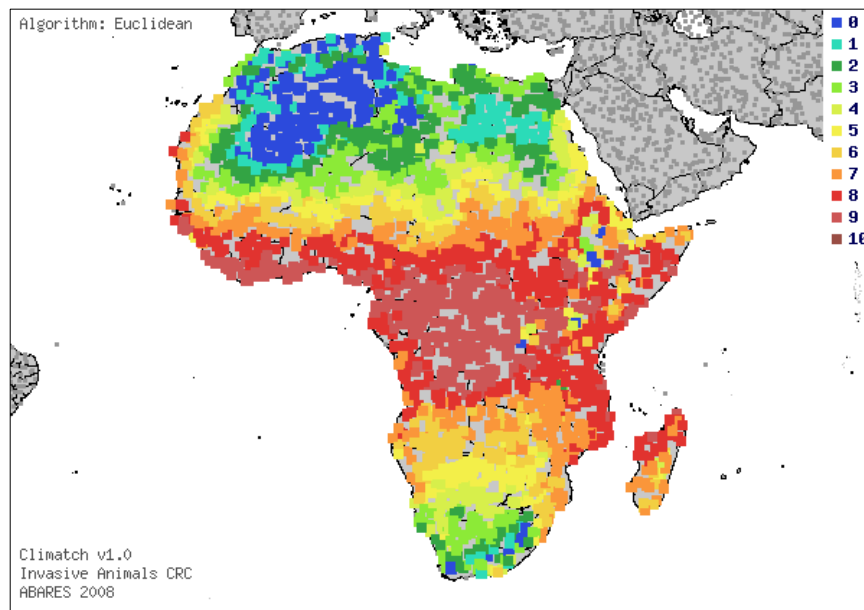 Algorithm: Euclidean
0
1
2
3
4
5
6
7
8
9
10
Climatch v1.0
Invasive Animals CRC
ABARES 2008